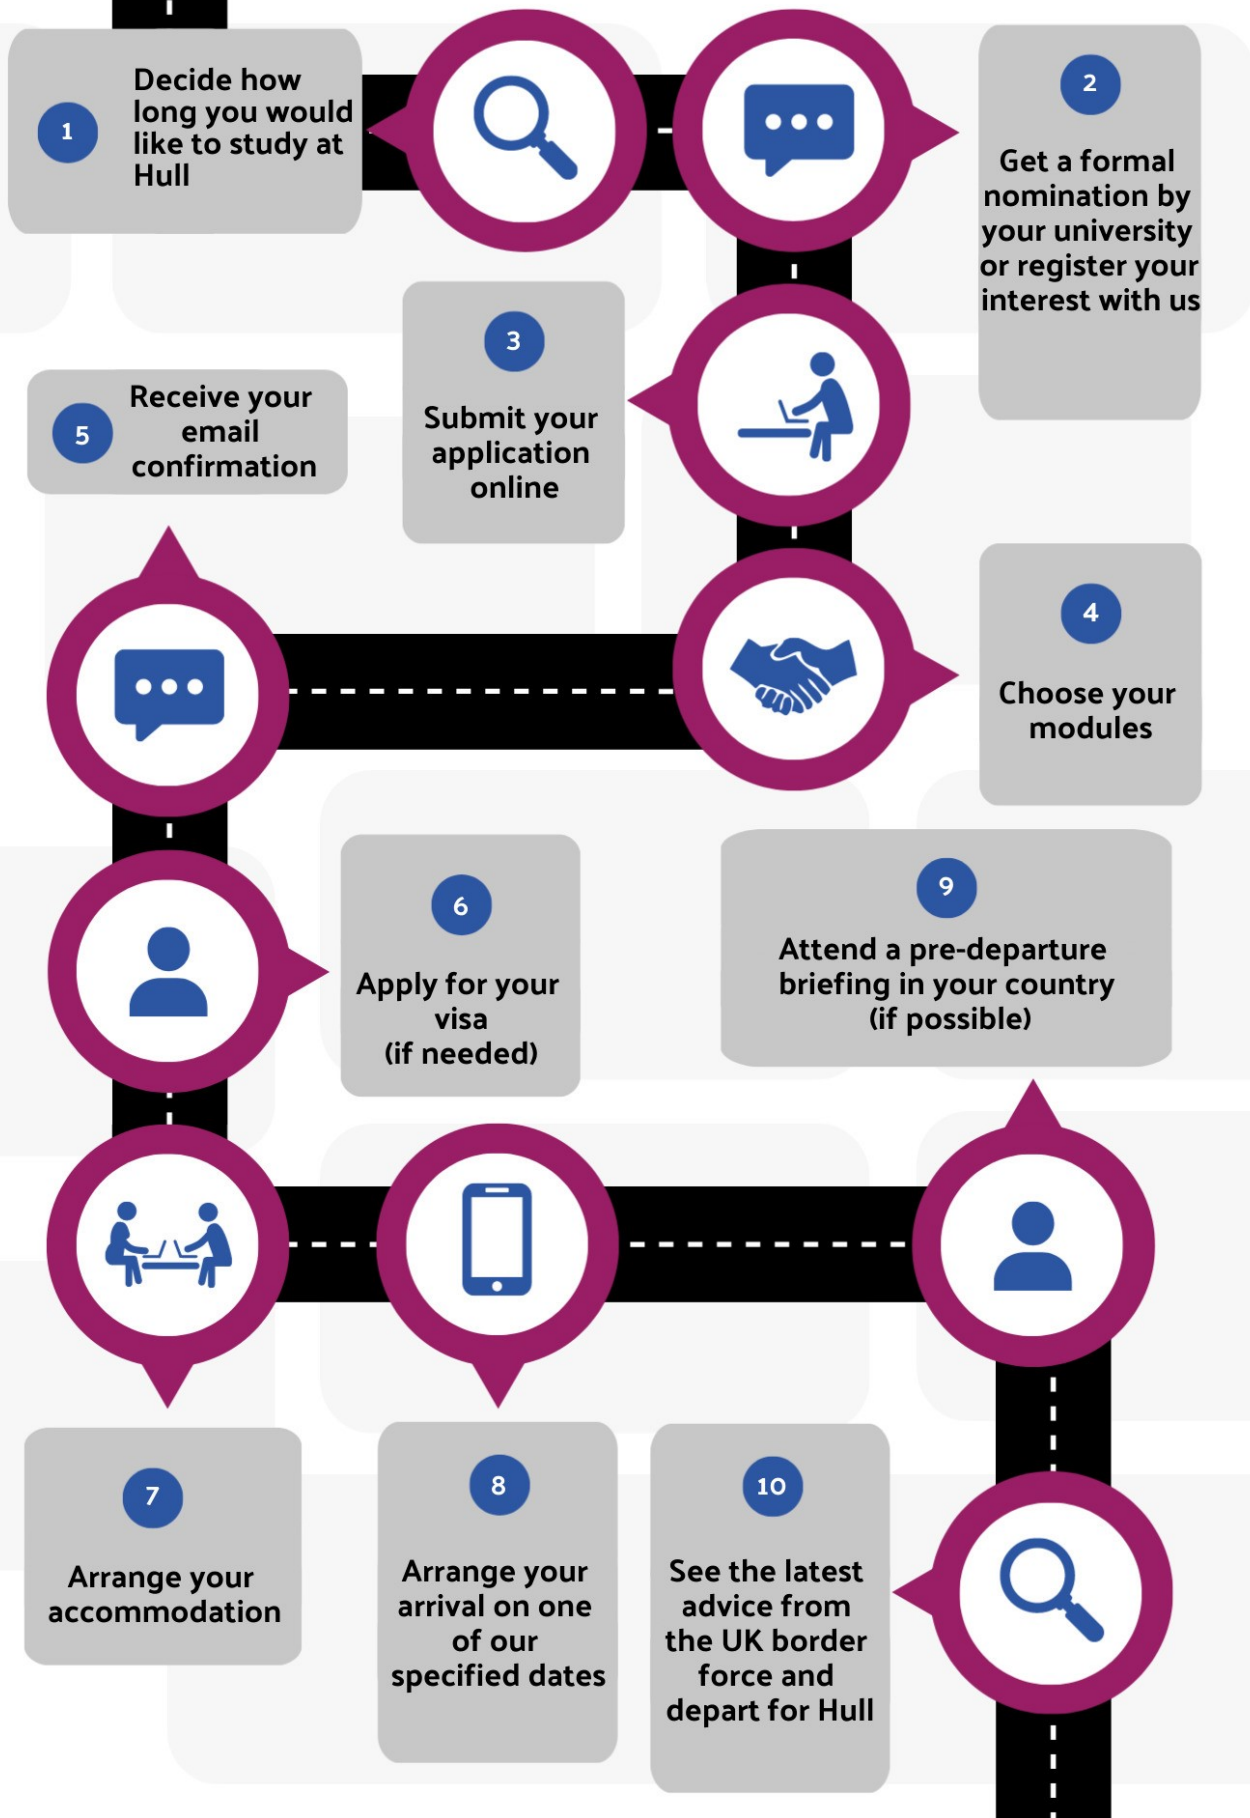 1
Decide how
long you would
like to study at
Hull
2
Get a formal
nomination by
your university
or register your
interest with us
3
Submit your
application
online
4
Choose your
modules
5
Receive your
email
confirmation
6
Apply for your
visa
(if needed)
7
Arrange your
accommodation
8
Arrange your
arrival on one
of our
specified dates
9
Attend a pre-departure
briefing in your country
(if possible)
10
See the latest
advice from
the UK border
force and
depart for Hull